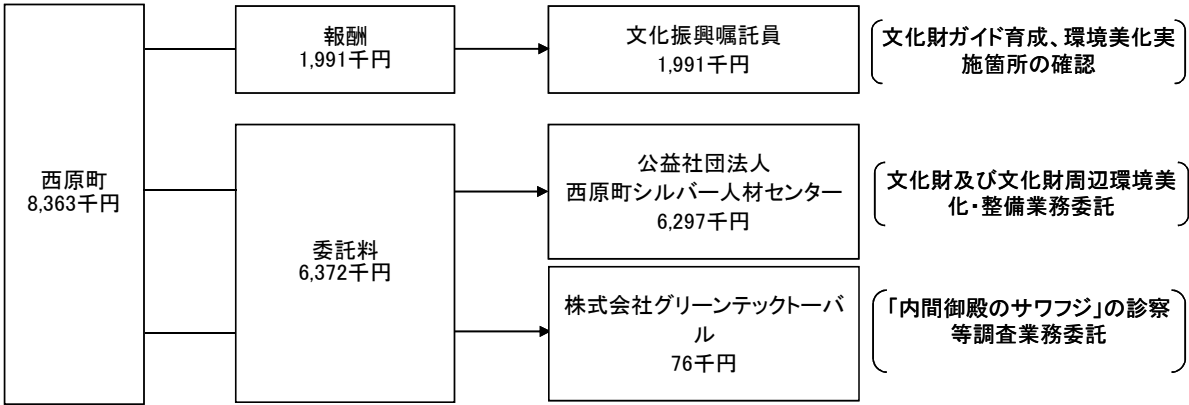 西原町
8,363千円
報酬
1,991千円
文化振興嘱託員
1,991千円
文化財ガイド育成、環境美化実
施箇所の確認
委託料
6,372千円
公益社団法人
西原町シルバー人材センター
6,297千円
文化財及び文化財周辺環境美
化・整備業務委託
株式会社グリーンテックトーバ
ル
76千円
「内間御殿のサワフジ」の診察
等調査業務委託